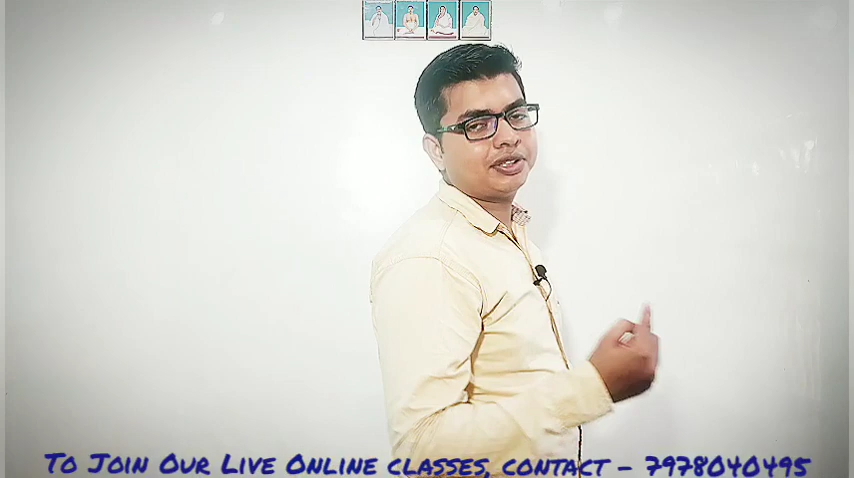 To Join Our Live Online classes, contact – 7978040495